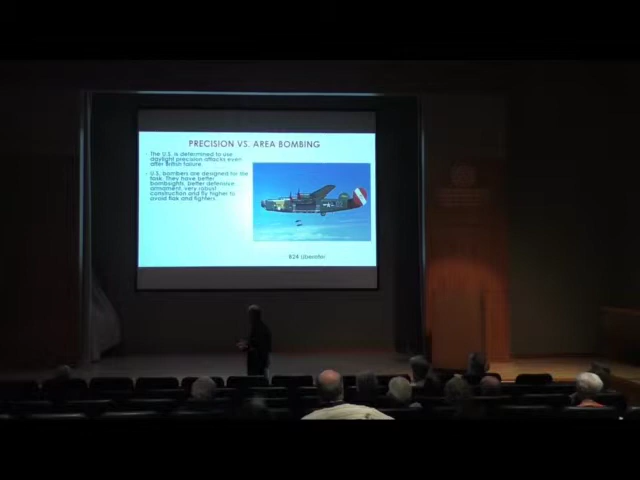 PRECISION VS. AREA BOMBING
The U.S. is determined to use
daylight precision attacks even
after British failure.
U.S. bombers are designed for the
task. They have better
bombsights, better defensive
armament, very robust
construction and fly higher to
avoid flak and fighters.
B24 Liberator